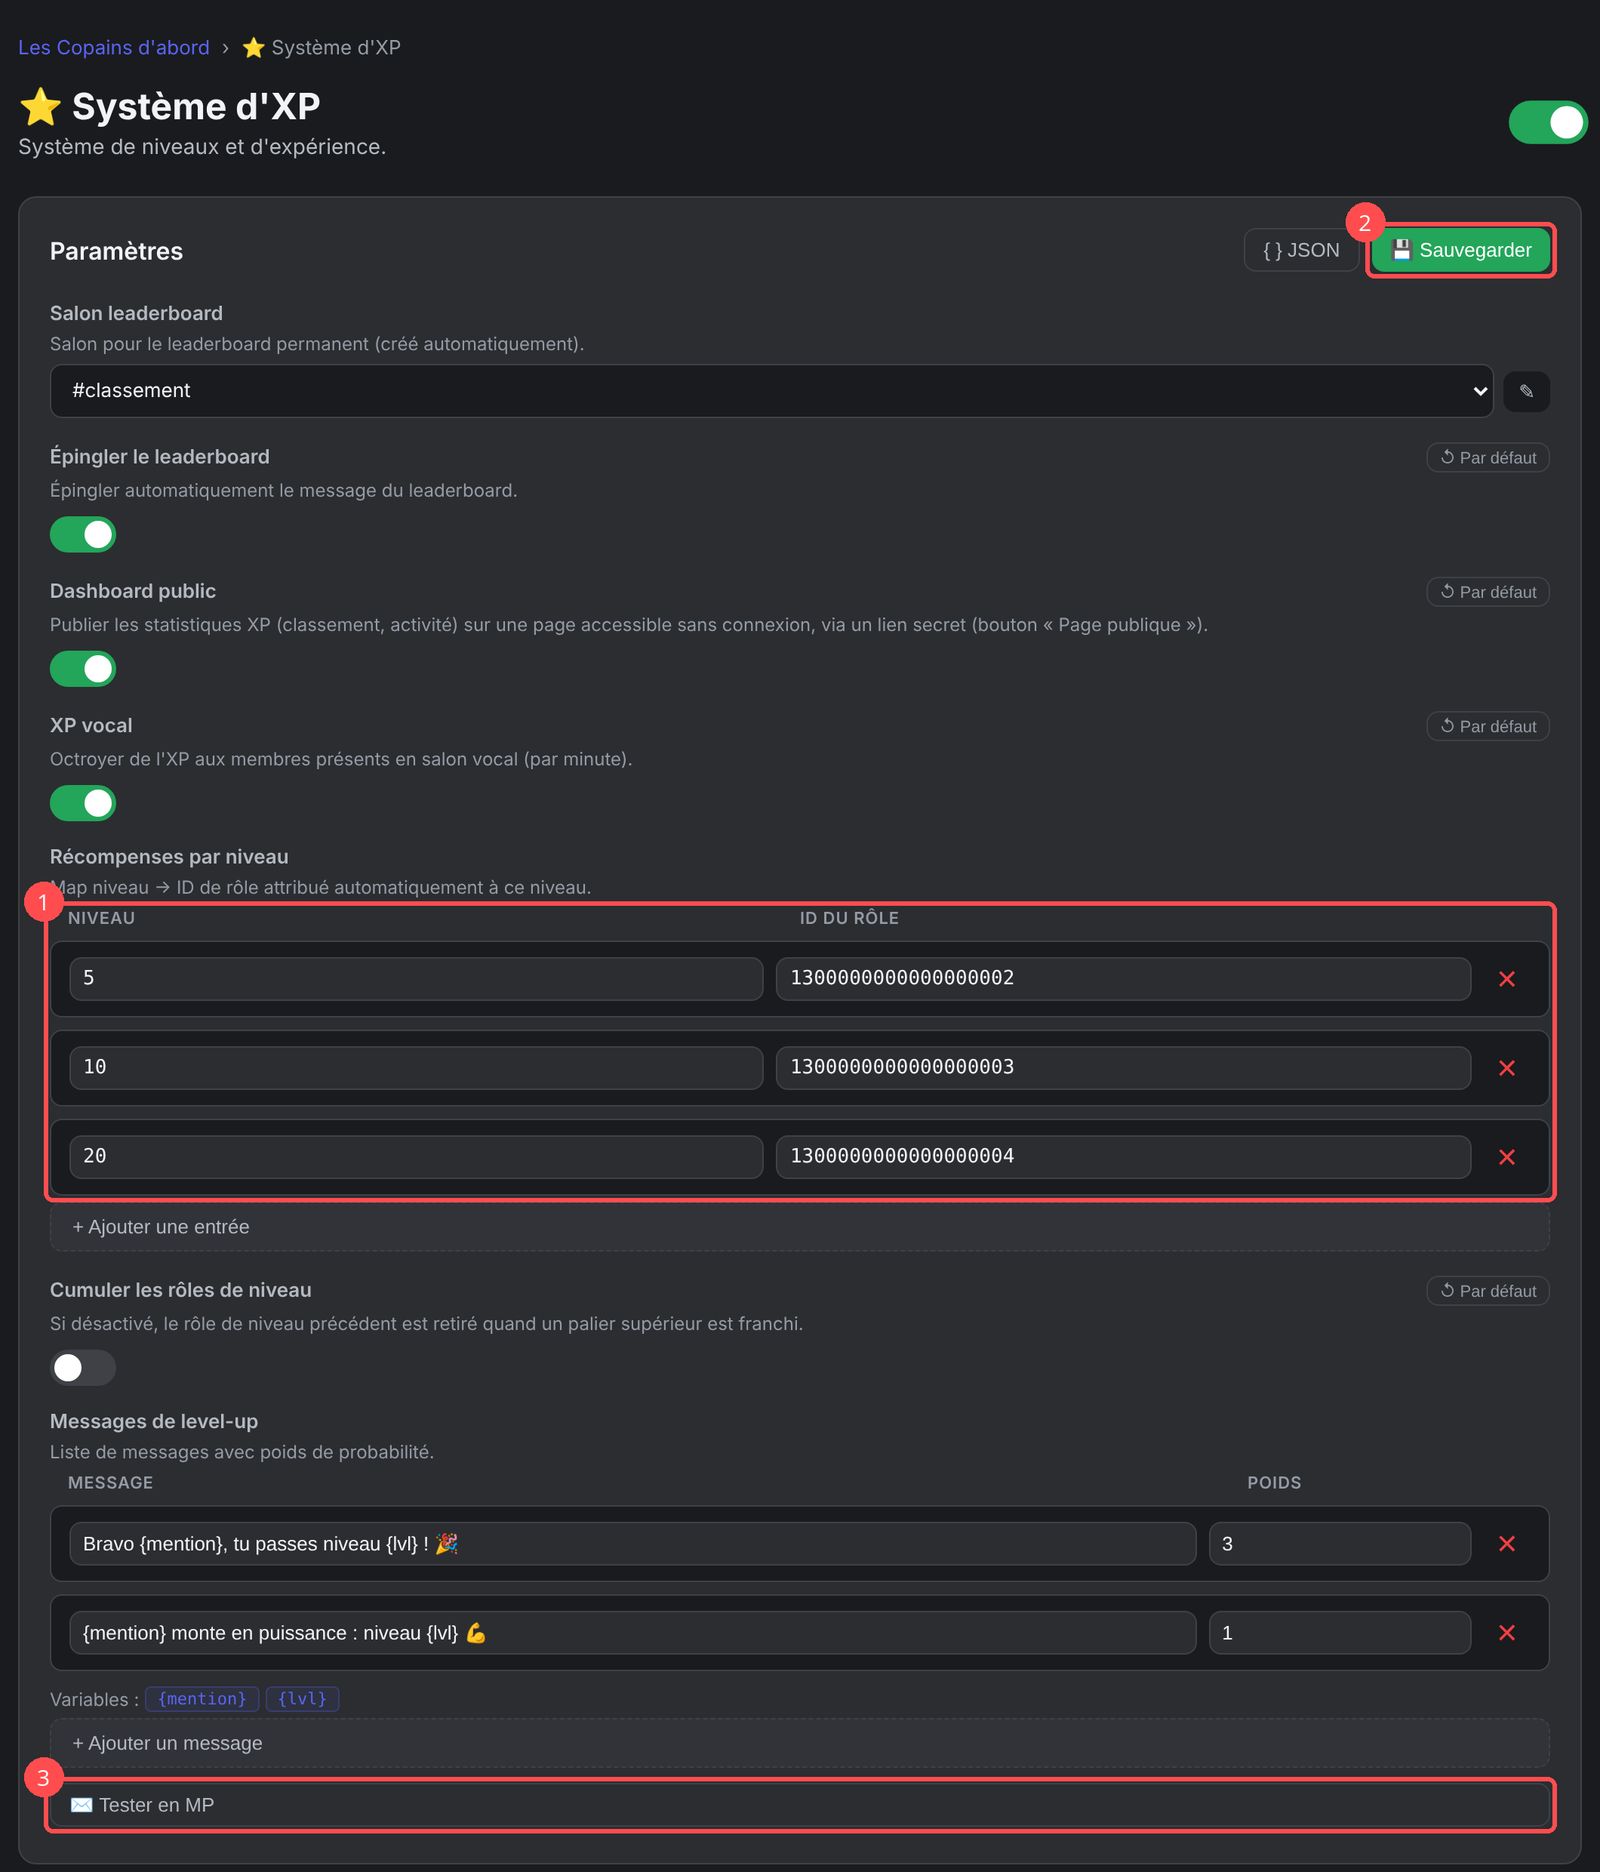 Les Copains d'abord › ⭐ Système d'XP
⭐ Système d'XP
Système de niveaux et d'expérience.
Paramètres
{ } JSON
2
💾 Sauvegarder
Salon leaderboard
Salon pour le leaderboard permanent (créé automatiquement).
#classement
✎
Épingler le leaderboard
↺ Par défaut
Épingler automatiquement le message du leaderboard.
Dashboard public
↺ Par défaut
Publier les statistiques XP (classement, activité) sur une page accessible sans connexion, via un lien secret (bouton « Page publique »).
XP vocal
↺ Par défaut
Octroyer de l'XP aux membres présents en salon vocal (par minute).
Récompenses par niveau
Map niveau → ID de rôle attribué automatiquement à ce niveau.
1
NIVEAU ID DU RÔLE
5 1300000000000000002 ✕
10 1300000000000000003 ✕
20 1300000000000000004 ✕
+ Ajouter une entrée
Cumuler les rôles de niveau
↺ Par défaut
Si désactivé, le rôle de niveau précédent est retiré quand un palier supérieur est franchi.
Messages de level-up
Liste de messages avec poids de probabilité.
MESSAGE POIDS
Bravo {mention}, tu passes niveau {lvl} ! 🎉 3 ✕
{mention} monte en puissance : niveau {lvl} 💪 1 ✕
Variables : {mention} {lvl}
+ Ajouter un message
3
✉️ Tester en MP